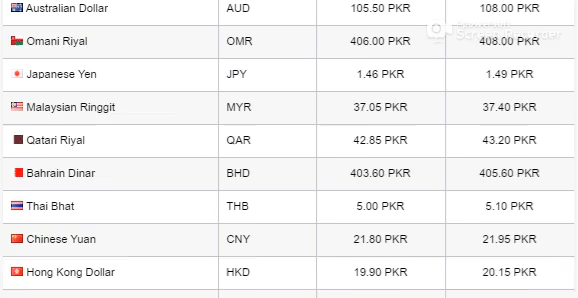 Australian Dollar AUD 105.50 PKR 108.00 PKR
Omani Riyal OMR 406.00 PKR 408.00 PKR
Japanese Yen JPY 1.46 PKR 1.49 PKR
Malaysian Ringgit MYR 37.05 PKR 37.40 PKR
Qatari Riyal QAR 42.85 PKR 43.20 PKR
Bahrain Dinar BHD 403.60 PKR 405.60 PKR
Thai Bhat THB 5.00 PKR 5.10 PKR
Chinese Yuan CNY 21.80 PKR 21.95 PKR
Hong Kong Dollar HKD 19.90 PKR 20.15 PKR
Screen Recorder